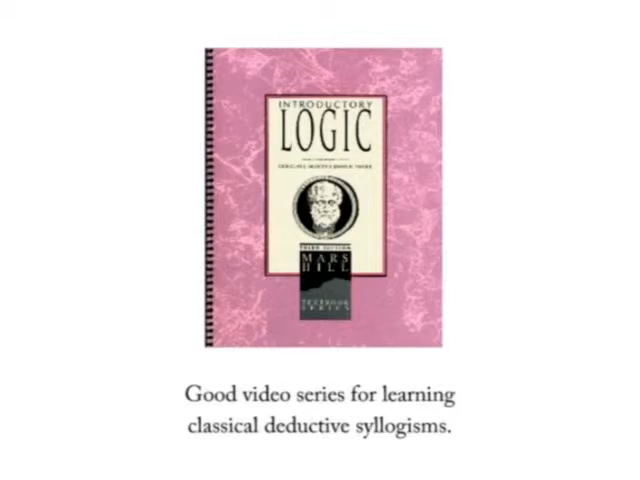 INTRODUCTORY
LOGIC
THIRD EDITION
MARS
HILL
TEXTBOOK
SERIES
Good video series for learning
classical deductive syllogisms.